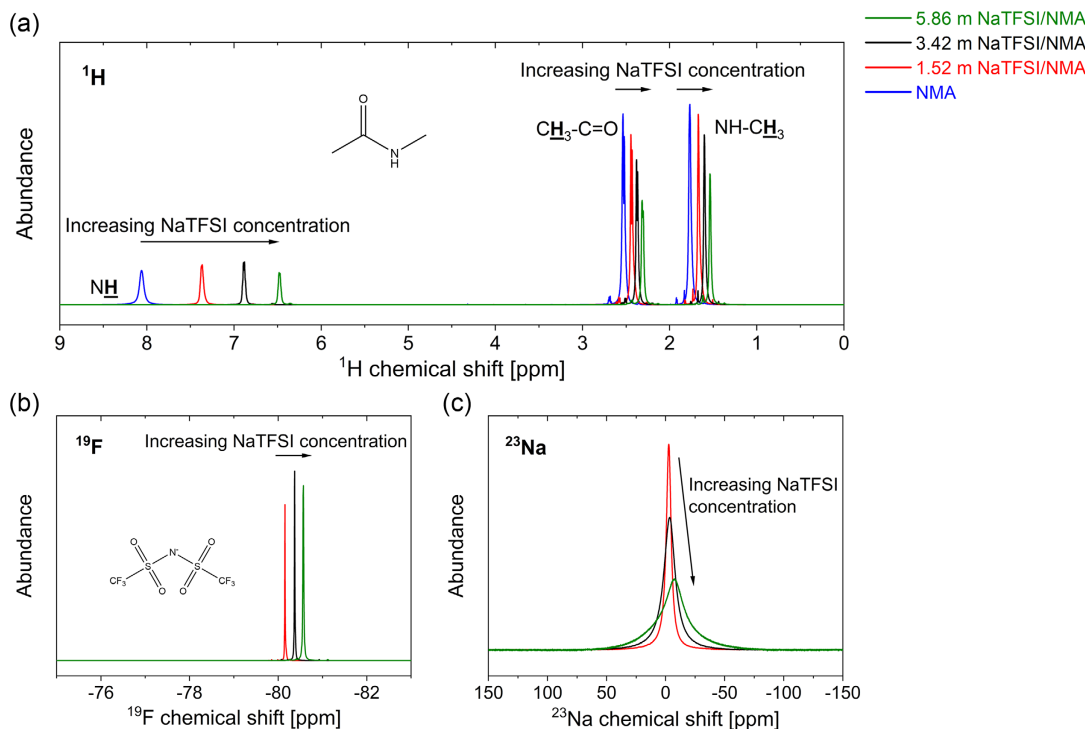 (a)
5.86 m NaTFSI/NMA
3.42 m NaTFSI/NMA
1.52 m NaTFSI/NMA
NMA
¹H
Increasing NaTFSI concentration
CH₃-C=O
NH-CH₃
O
N
H
Increasing NaTFSI concentration
NH
Abundance
9 8 7 6 5 4 3 2 1 0
¹H chemical shift [ppm]
(b)
¹⁹F
Increasing NaTFSI concentration
O N⁻ O
S S
CF₃ O O CF₃
Abundance
-76 -78 -80 -82
¹⁹F chemical shift [ppm]
(c)
²³Na
Increasing NaTFSI
concentration
Abundance
150 100 50 0 -50 -100 -150
²³Na chemical shift [ppm]